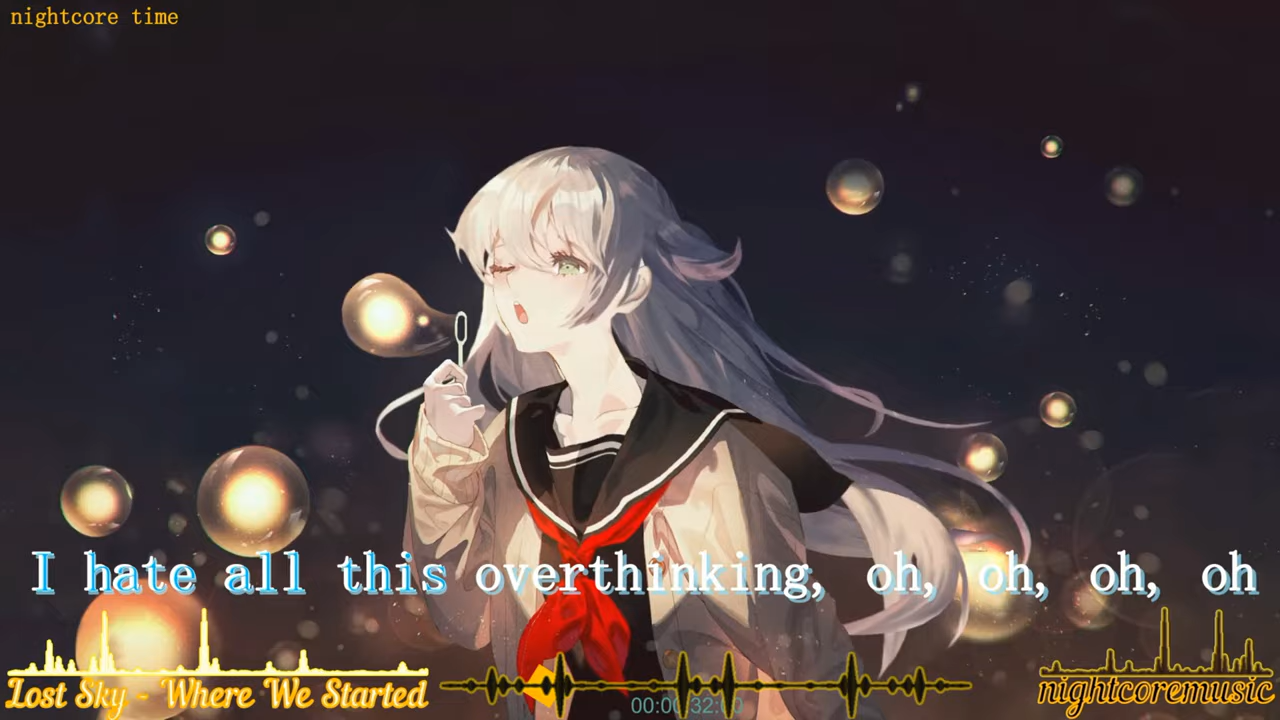 nightcore time
I hate all this overthinking, oh, oh, oh, oh
Lost Sky - Where We Started
nightcoremusic